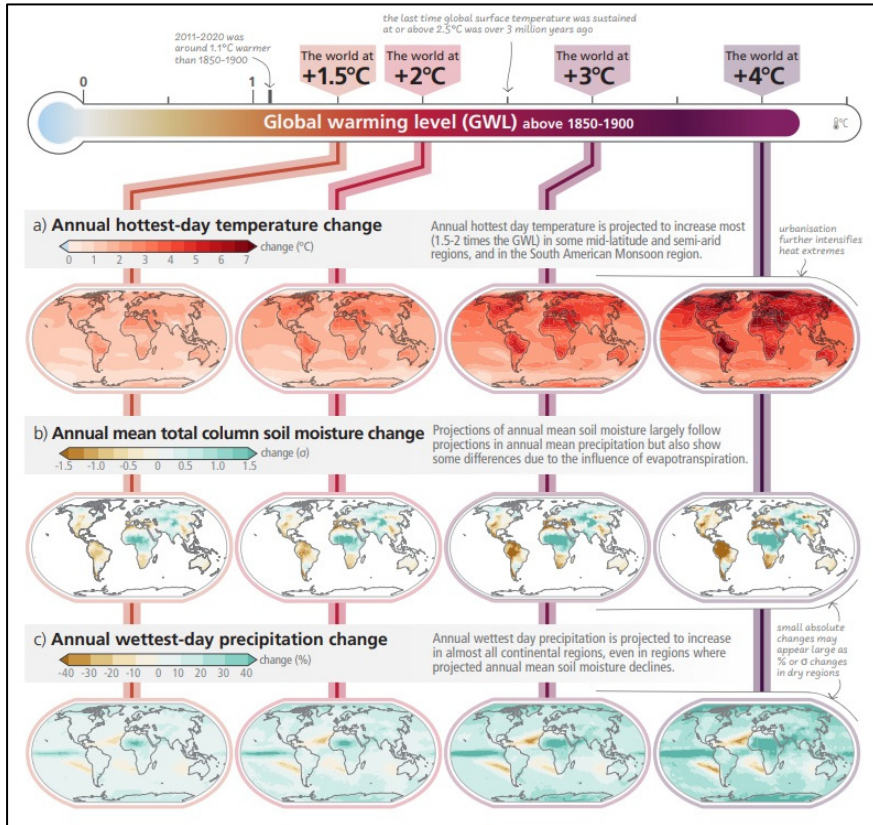 the last time global surface temperature was sustained
at or above 2.5°C was over 3 million years ago
2011-2020 was
around 1.1°C warmer
than 1850-1900
The world at
+1.5°C
The world at
+2°C
The world at
+3°C
The world at
+4°C
0
1
Global warming level (GWL) above 1850-1900
°C
a) Annual hottest-day temperature change
change (°C)
0 1 2 3 4 5 6 7
Annual hottest day temperature is projected to increase most
(1.5-2 times the GWL) in some mid-latitude and semi-arid
regions, and in the South American Monsoon region.
urbanisation
further intensifies
heat extremes
b) Annual mean total column soil moisture change
change (σ)
-1.5 -1.0 -0.5 0 0.5 1.0 1.5
Projections of annual mean soil moisture largely follow
projections in annual mean precipitation but also show
some differences due to the influence of evapotranspiration.
c) Annual wettest-day precipitation change
change (%)
-40 -30 -20 -10 0 10 20 30 40
Annual wettest day precipitation is projected to increase
in almost all continental regions, even in regions where
projected annual mean soil moisture declines.
small absolute
changes may
appear large as
% or σ changes
in dry regions